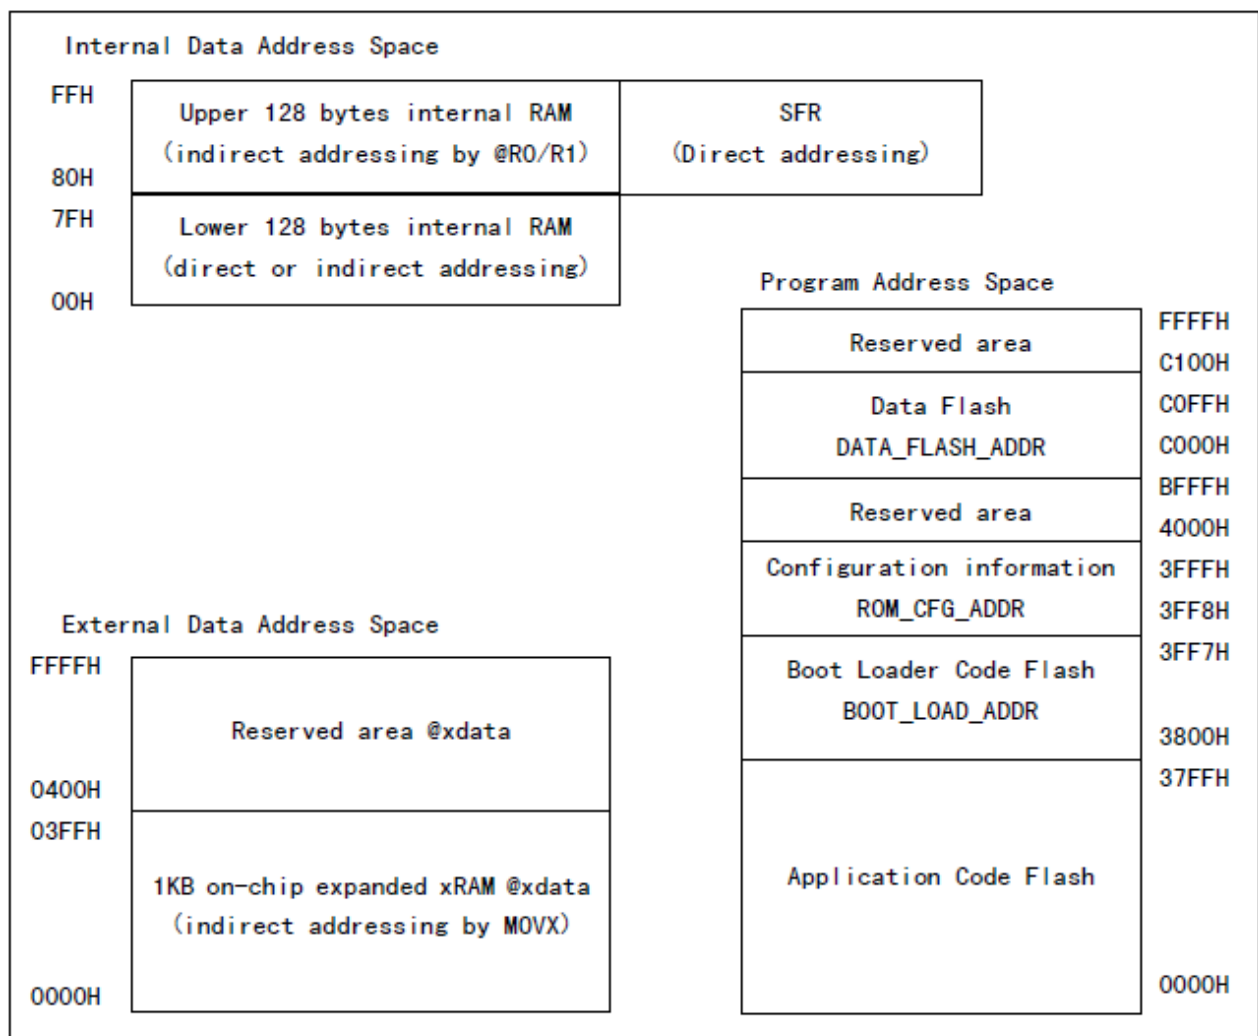 Internal Data Address Space
FFH
Upper 128 bytes internal RAM
(indirect addressing by @R0/R1)
80H
SFR
(Direct addressing)
7FH
Lower 128 bytes internal RAM
(direct or indirect addressing)
00H
Program Address Space
FFFFH
Reserved area
C100H
Data Flash
C0FFH
DATA_FLASH_ADDR
C000H
BFFFH
Reserved area
4000H
Configuration information
3FFFH
ROM_CFG_ADDR
3FF8H
3FF7H
Boot Loader Code Flash
BOOT_LOAD_ADDR
3800H
37FFH
Application Code Flash
0000H
External Data Address Space
FFFFH
Reserved area @xdata
0400H
03FFH
1KB on-chip expanded xRAM @xdata
(indirect addressing by MOVX)
0000H